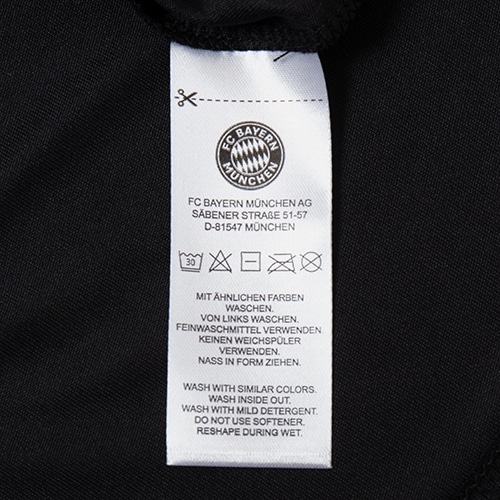 FC BAYERN
MÜNCHEN
FC BAYERN MÜNCHEN AG
SÄBENER STRAßE 51-57
D-81547 MÜNCHEN
30
MIT ÄHNLICHEN FARBEN
WASCHEN.
VON LINKS WASCHEN.
FEINWASCHMITTEL VERWENDEN
KEINEN WEICHSPÜLER
VERWENDEN.
NASS IN FORM ZIEHEN.
WASH WITH SIMILAR COLORS.
WASH INSIDE OUT.
WASH WITH MILD DETERGENT.
DO NOT USE SOFTENER.
RESHAPE DURING WET.